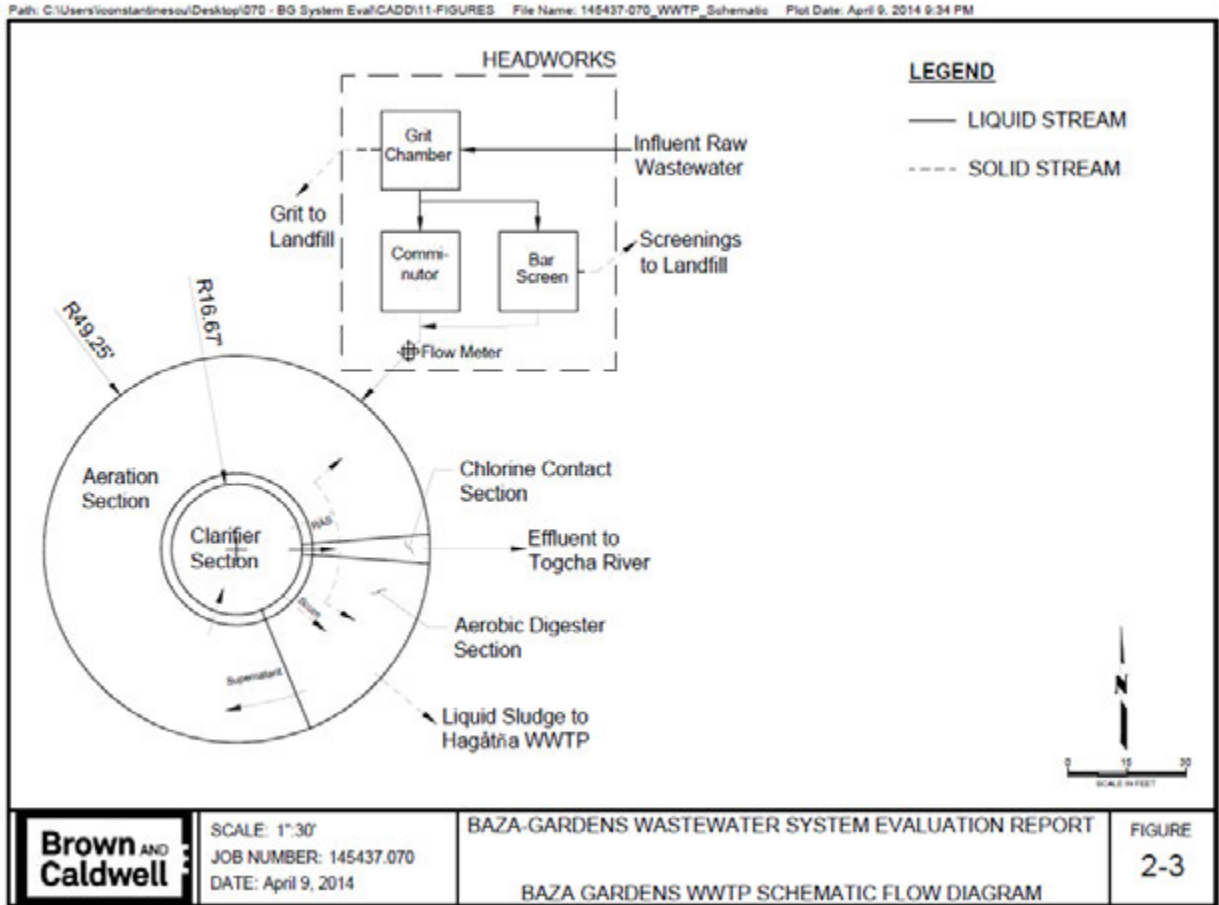 Path: C:\Users\iconstantinescu\Desktop\070 - BG System Eval\CADD\11-FIGURES File Name: 145437-070_WWTP_Schematic Plot Date: April 9, 2014 9:34 PM
HEADWORKS
LEGEND
LIQUID STREAM
SOLID STREAM
Grit
Chamber
Influent Raw
Wastewater
Grit to
Landfill
Commi-
nutor
Bar
Screen
Screenings
to Landfill
Flow Meter
R49.25'
R16.67'
Aeration
Section
Clarifier
Section
RAS
Scum
Supernatant
Chlorine Contact
Section
Effluent to
Togcha River
Aerobic Digester
Section
Liquid Sludge to
Hagåtña WWTP
N
0 15 30
SCALE IN FEET
Brown AND
Caldwell
SCALE: 1":30'
JOB NUMBER: 145437.070
DATE: April 9, 2014
BAZA-GARDENS WASTEWATER SYSTEM EVALUATION REPORT
BAZA GARDENS WWTP SCHEMATIC FLOW DIAGRAM
FIGURE
2-3